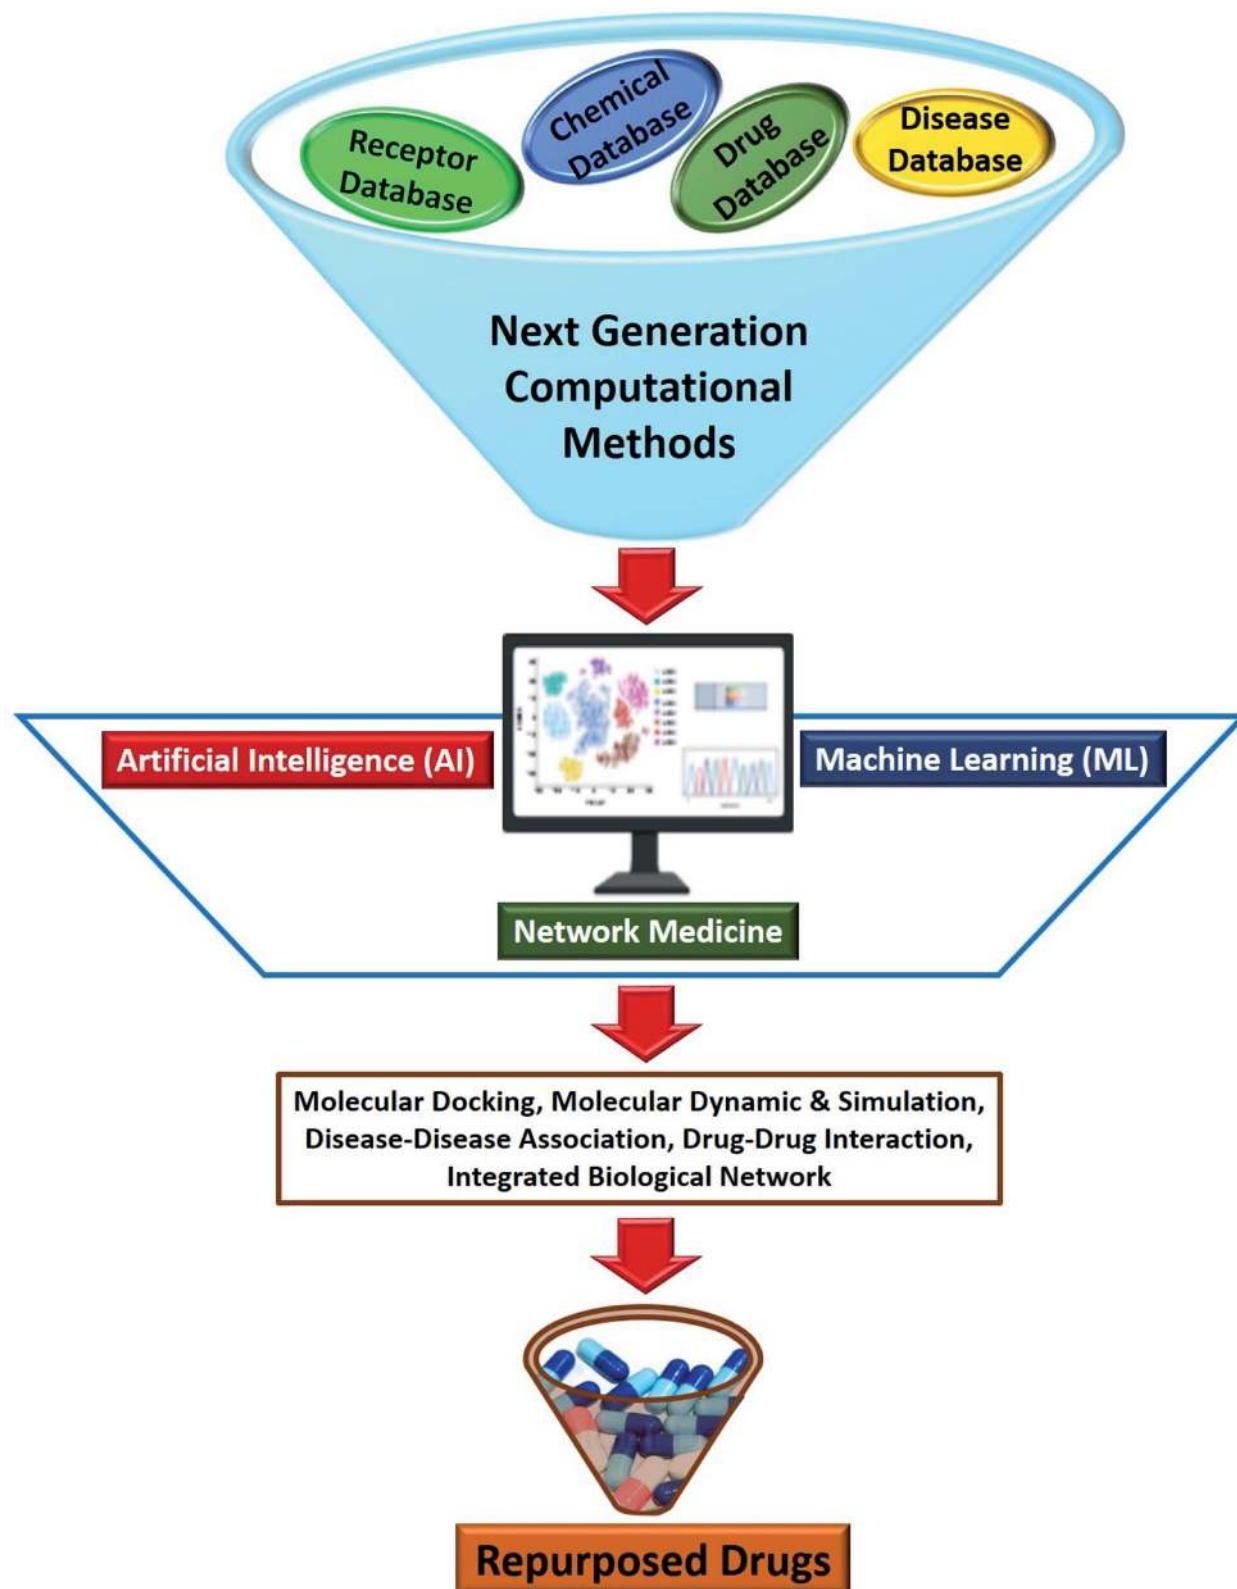 Receptor
Database
Chemical
Database
Drug
Database
Disease
Database
Next Generation
Computational
Methods
Artificial Intelligence (AI)
Machine Learning (ML)
Network Medicine
Molecular Docking, Molecular Dynamic & Simulation,
Disease-Disease Association, Drug-Drug Interaction,
Integrated Biological Network
Repurposed Drugs